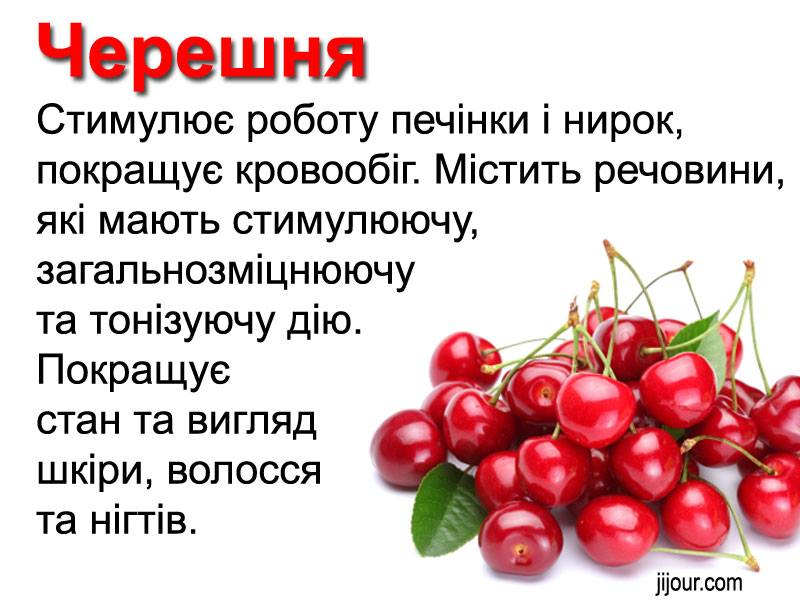 Черешня
Стимулює роботу печінки і нирок,
покращує кровообіг. Містить речовини,
які мають стимулюючу,
загальнозміцнюючу
та тонізуючу дію.
Покращує
стан та вигляд
шкіри, волосся
та нігтів.
jijour.com